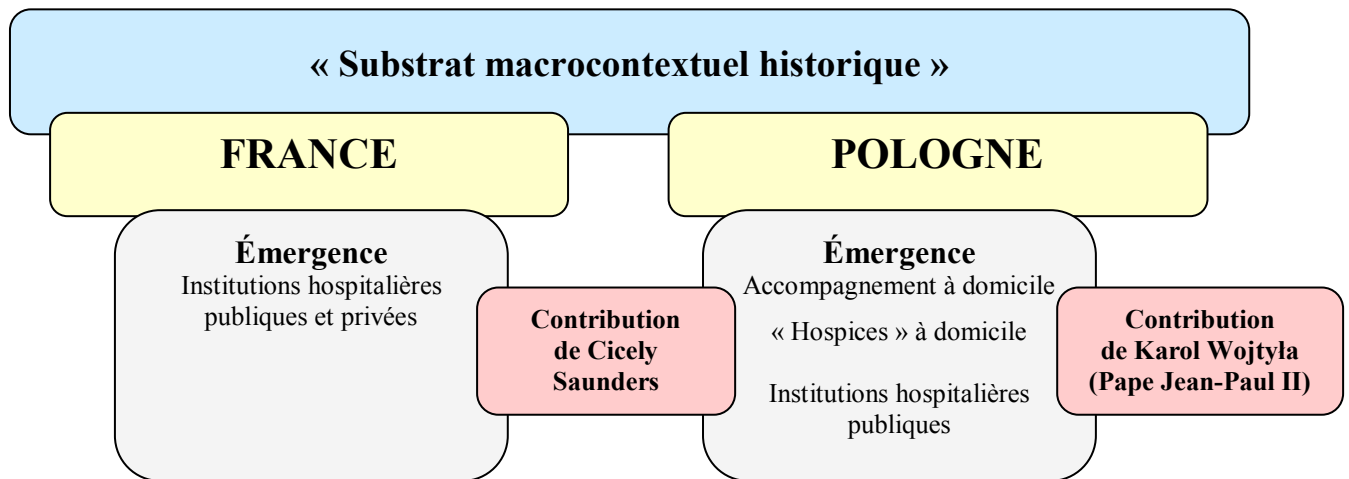 « Substrat macrocontextuel historique »
FRANCE
POLOGNE
Émergence
Institutions hospitalières
publiques et privées
Contribution
de Cicely
Saunders
Émergence
Accompagnement à domicile
« Hospices » à domicile
Institutions hospitalières
publiques
Contribution
de Karol Wojtyła
(Pape Jean-Paul II)